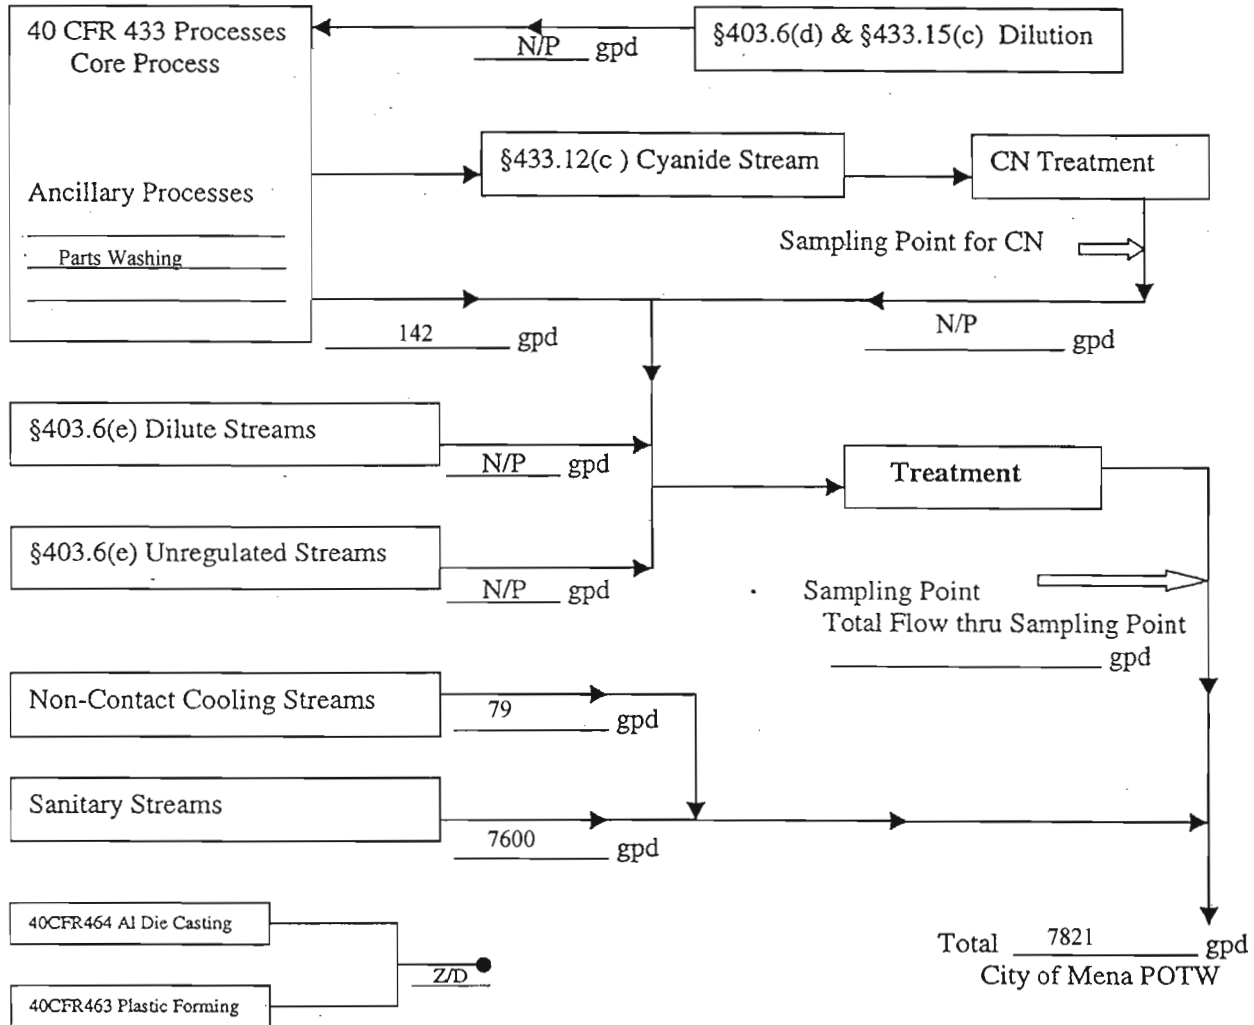 40 CFR 433 Processes
Core Process
N/P gpd
§403.6(d) & §433.15(c) Dilution
§433.12(c ) Cyanide Stream
CN Treatment
Ancillary Processes
Parts Washing
Sampling Point for CN
142 gpd
N/P gpd
§403.6(e) Dilute Streams
N/P gpd
Treatment
§403.6(e) Unregulated Streams
N/P gpd
Sampling Point
Total Flow thru Sampling Point
gpd
Non-Contact Cooling Streams
79 gpd
Sanitary Streams
7600 gpd
40CFR464 Al Die Casting
Z/D
40CFR463 Plastic Forming
Total 7821 gpd
City of Mena POTW